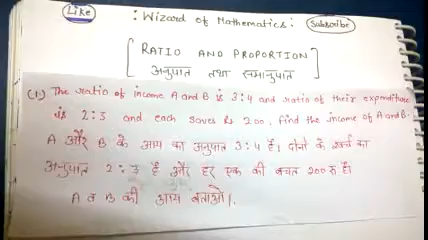 Like : Wizard of Mathematics : Subscribe
RATIO AND PROPORTION
अनुपात तथा समानुपात
(1.) The ratio of income A and B is 3:4 and ratio of their expenditure
is 2:3 and each saves Rs 200. find the income of A and B.
A और B के आय का अनुपात 3:4 है। दोनो के खर्च का
अनुपात 2:3 है और हर एक की बचत 200 रु है।
A व B की आय बताओ।